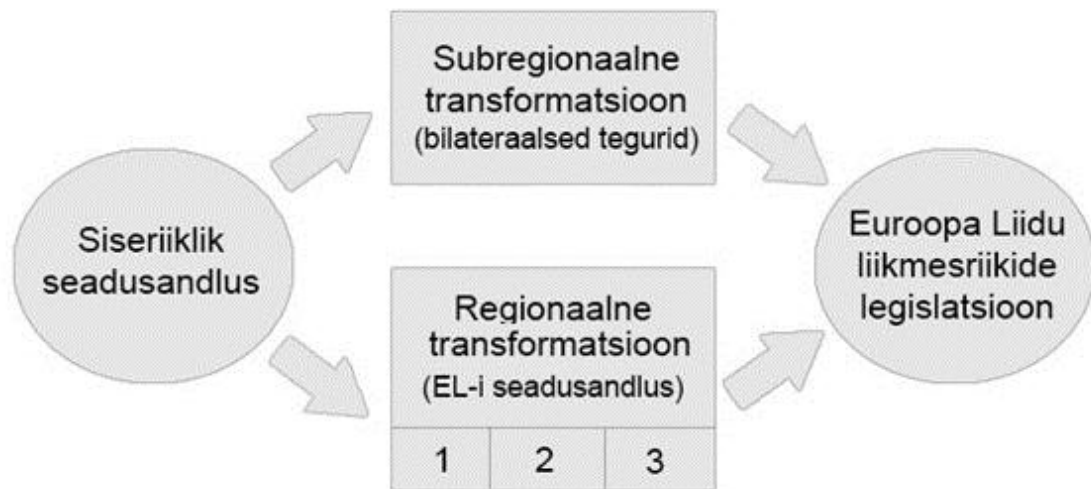 Siseriiklik
seadusandlus
Subregionaalne
transformatsioon
(bilateraalsed tegurid)
Regionaalne
transformatsioon
(EL-i seadusandlus)
1 2 3
Euroopa Liidu
liikmesriikide
legislatsioon